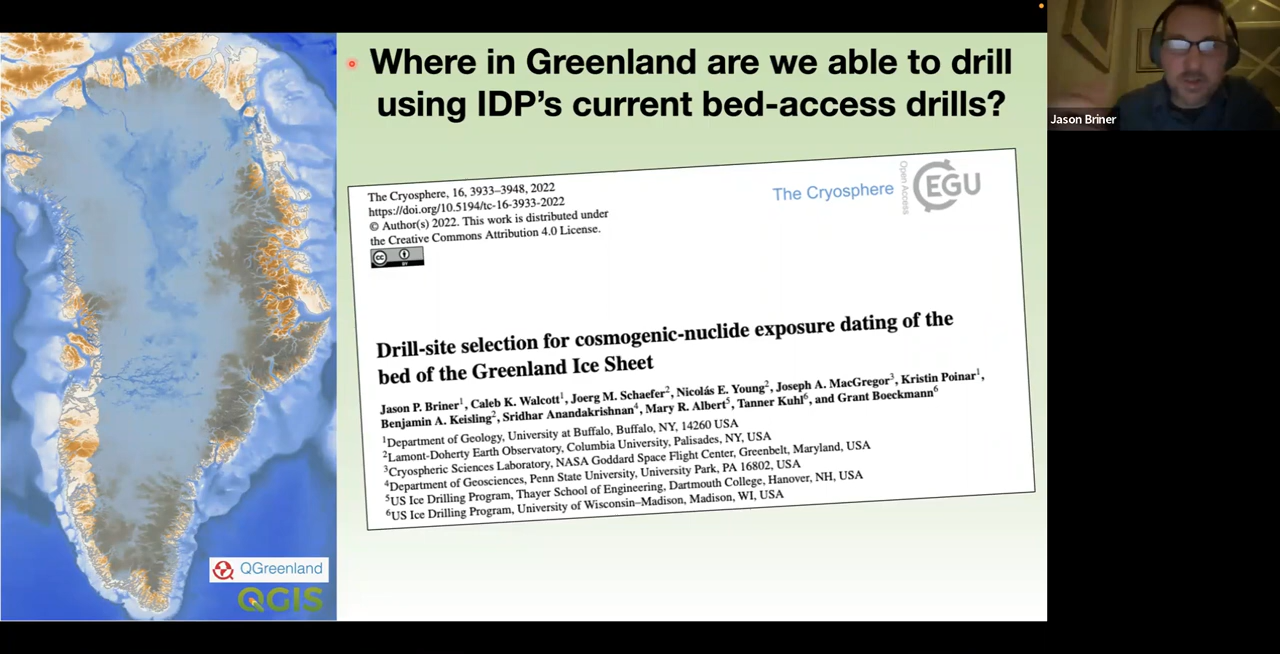 Where in Greenland are we able to drill
using IDP's current bed-access drills?
Jason Briner
The Cryosphere, 16, 3933–3948, 2022
https://doi.org/10.5194/tc-16-3933-2022
© Author(s) 2022. This work is distributed under
the Creative Commons Attribution 4.0 License.
cc
BY
The Cryosphere
Open Access
EGU
Drill-site selection for cosmogenic-nuclide exposure dating of the
bed of the Greenland Ice Sheet
Jason P. Briner1, Caleb K. Walcott1, Joerg M. Schaefer2, Nicolás E. Young2, Joseph A. MacGregor3, Kristin Poinar1,
Benjamin A. Keisling2, Sridhar Anandakrishnan4, Mary R. Albert5, Tanner Kuhl6, and Grant Boeckmann6
1Department of Geology, University at Buffalo, Buffalo, NY, 14260 USA
2Lamont-Doherty Earth Observatory, Columbia University, Palisades, NY, USA
3Cryospheric Sciences Laboratory, NASA Goddard Space Flight Center, Greenbelt, Maryland, USA
4Department of Geosciences, Penn State University, University Park, PA 16802, USA
5US Ice Drilling Program, Thayer School of Engineering, Dartmouth College, Hanover, NH, USA
6US Ice Drilling Program, University of Wisconsin–Madison, Madison, WI, USA
QGreenland
QGIS